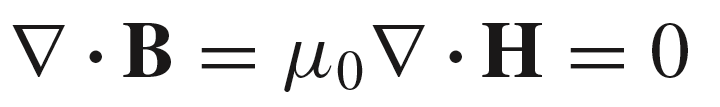 ∇ · B = μ₀∇ · H = 0